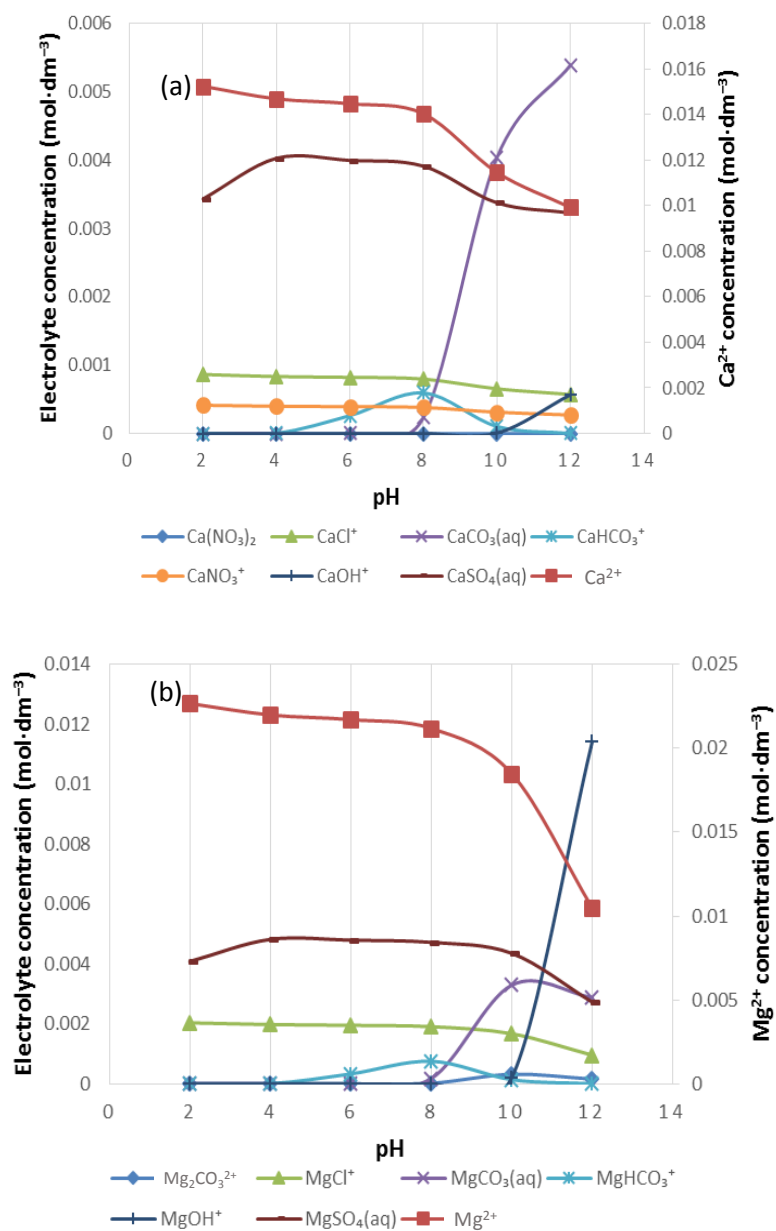 (a)
Electrolyte concentration (mol·dm⁻³)
0.006
0.005
0.004
0.003
0.002
0.001
0
0.018
0.016
0.014
0.012
0.010
0.008
0.006
0.004
0.002
0
Ca²⁺ concentration (mol·dm⁻³)
0 2 4 6 8 10 12 14
pH
Ca(NO₃)₂ CaCl⁺ CaCO₃(aq) CaHCO₃⁺
CaNO₃⁺ CaOH⁺ CaSO₄(aq) Ca²⁺
(b)
Electrolyte concentration (mol·dm⁻³)
0.014
0.012
0.01
0.008
0.006
0.004
0.002
0
0.025
0.02
0.015
0.01
0.005
0
Mg²⁺ concentration (mol·dm⁻³)
0 2 4 6 8 10 12 14
pH
Mg₂CO₃²⁺ MgCl⁺ MgCO₃(aq) MgHCO₃⁺
MgOH⁺ MgSO₄(aq) Mg²⁺